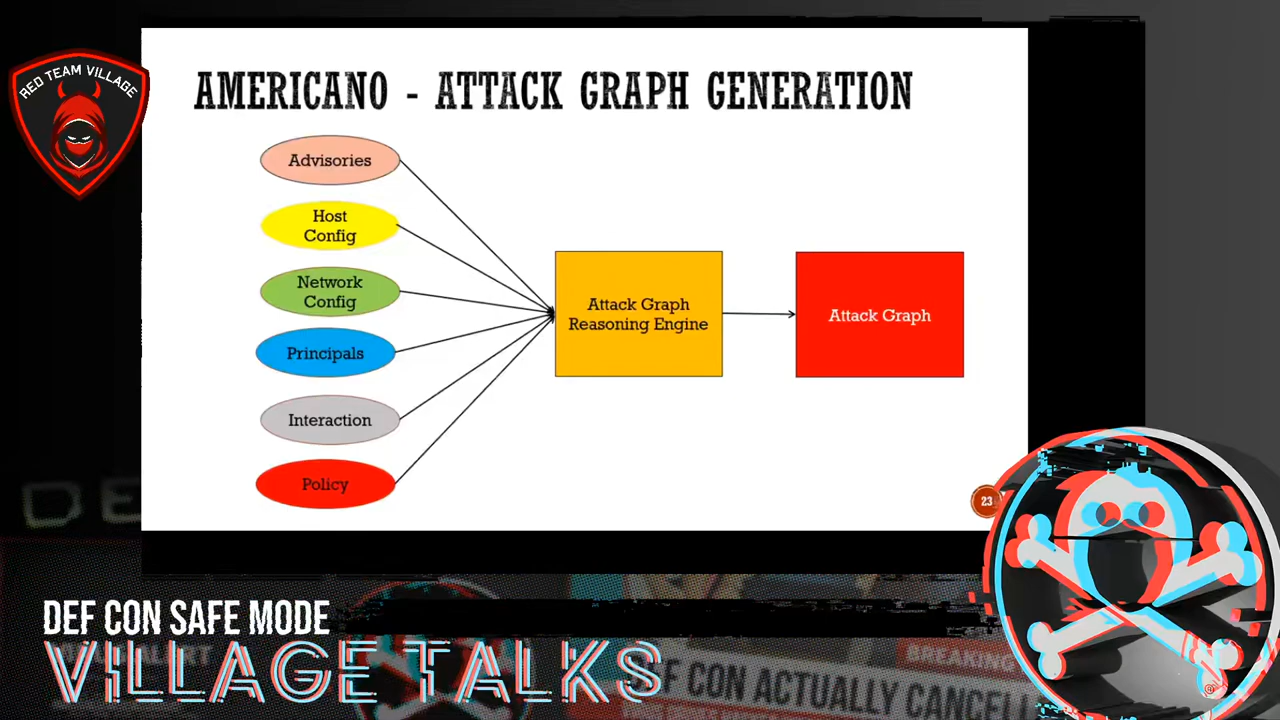 RED TEAM VILLAGE
AMERICANO - ATTACK GRAPH GENERATION
Advisories
Host
Config
Network
Config
Principals
Interaction
Policy
Attack Graph
Reasoning Engine
Attack Graph
23
DEF CON SAFE MODE
VILLAGE TALKS
BREAKING
DEF CON ACTUALLY CANCELL